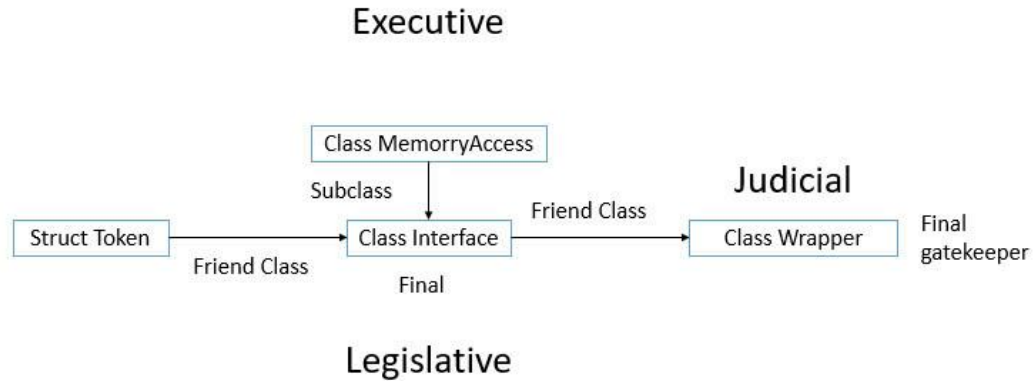 Executive
Class MemorryAccess
Subclass
Judicial
Friend Class
Struct Token
Class Interface
Class Wrapper
Final
gatekeeper
Friend Class
Final
Legislative